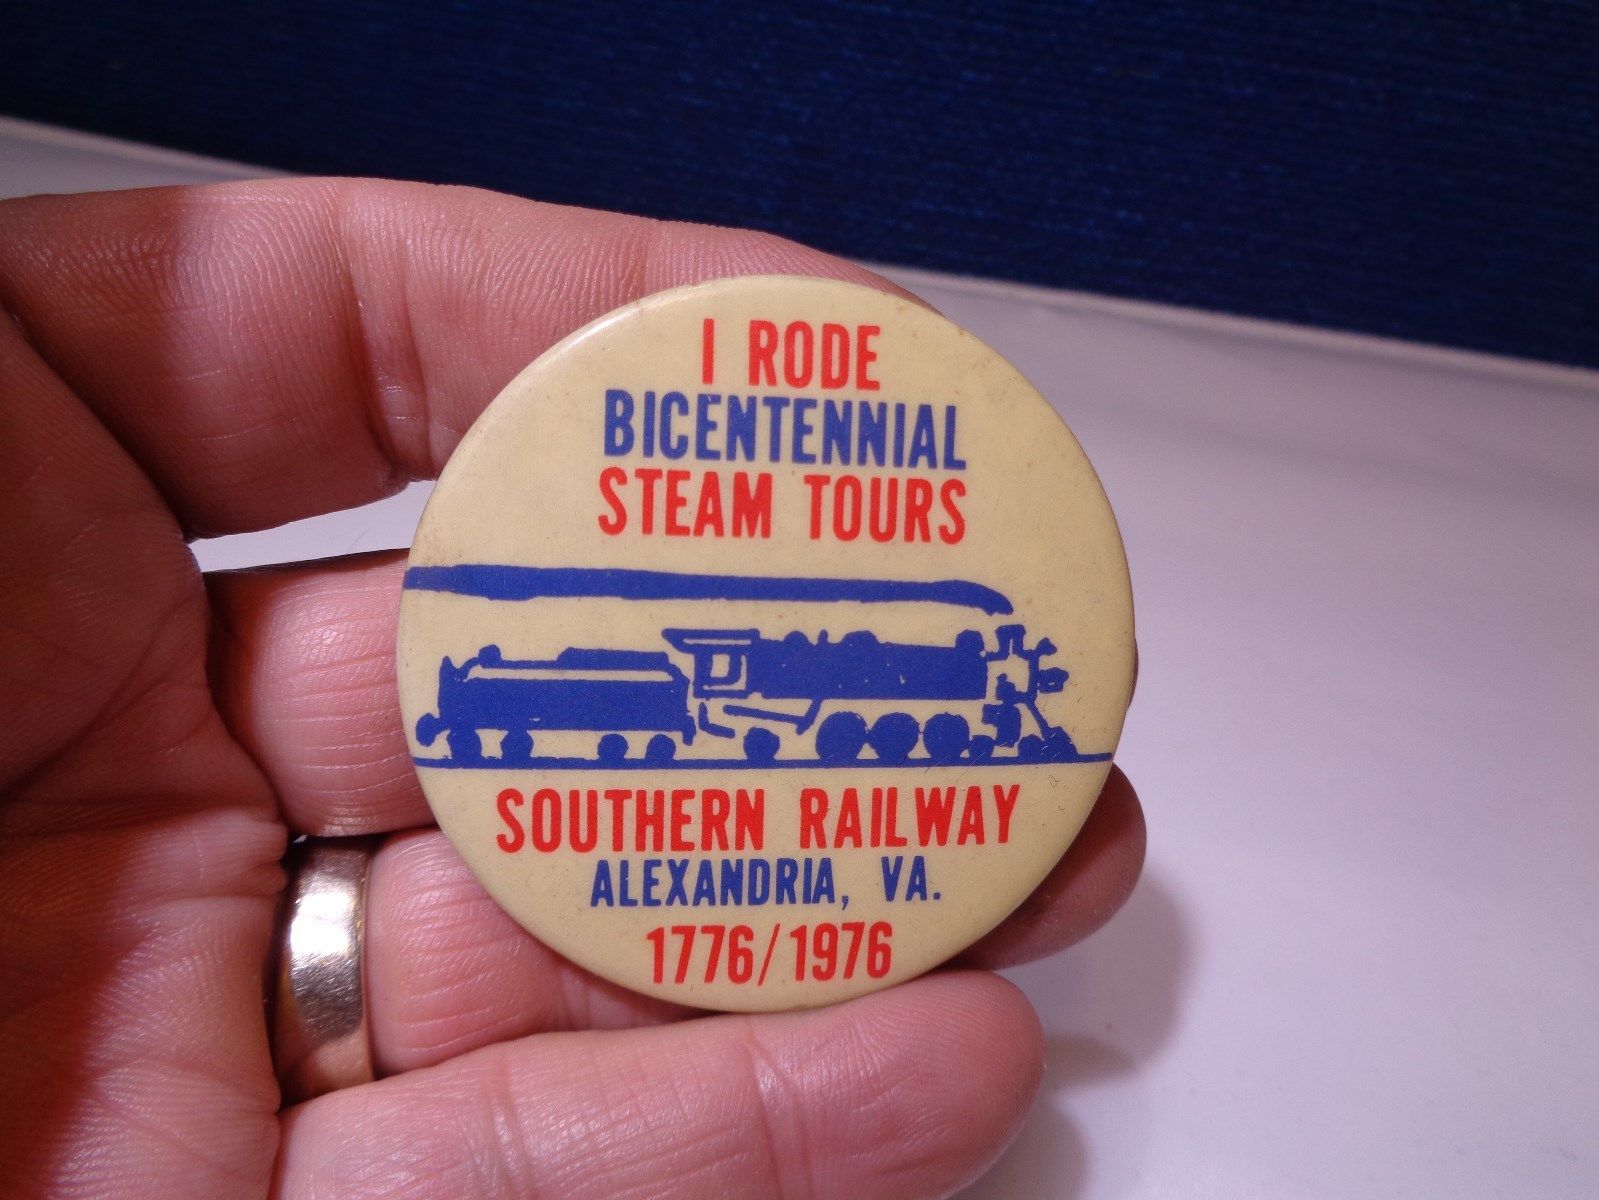 I RODE
BICENTENNIAL
STEAM TOURS
SOUTHERN RAILWAY
ALEXANDRIA, VA.
1776/1976